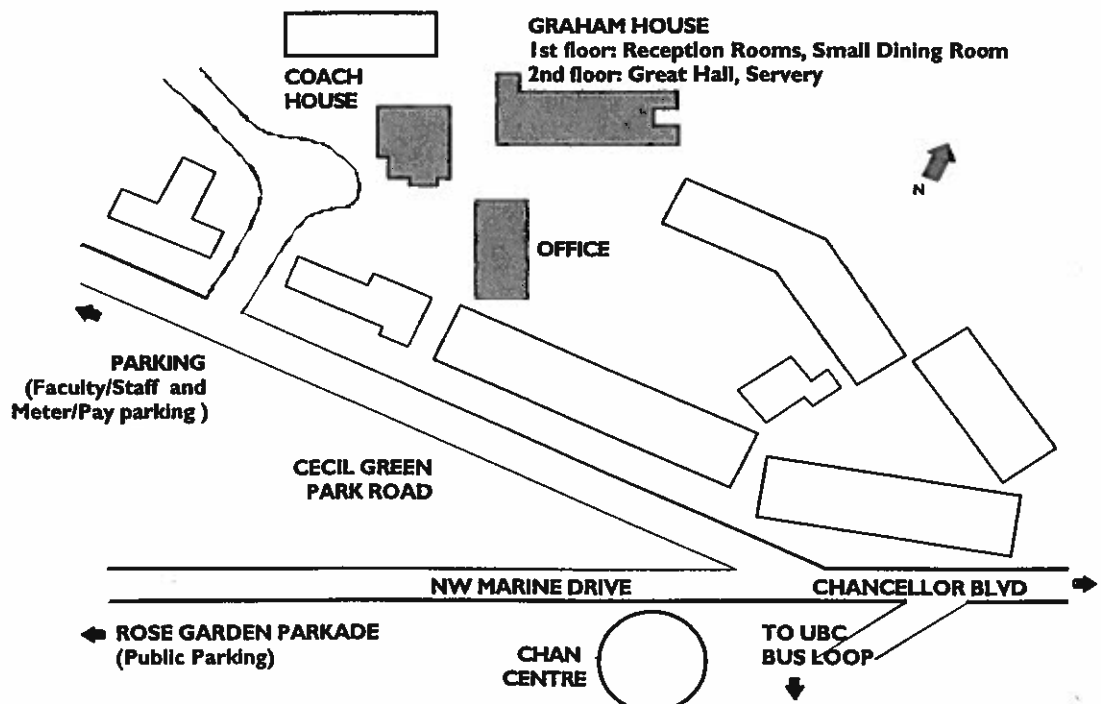 GRAHAM HOUSE
1st floor: Reception Rooms, Small Dining Room
2nd floor: Great Hall, Servery
COACH
HOUSE
N
OFFICE
PARKING
(Faculty/Staff and
Meter/Pay parking )
CECIL GREEN
PARK ROAD
NW MARINE DRIVE
CHANCELLOR BLVD
ROSE GARDEN PARKADE
(Public Parking)
CHAN
CENTRE
TO UBC
BUS LOOP